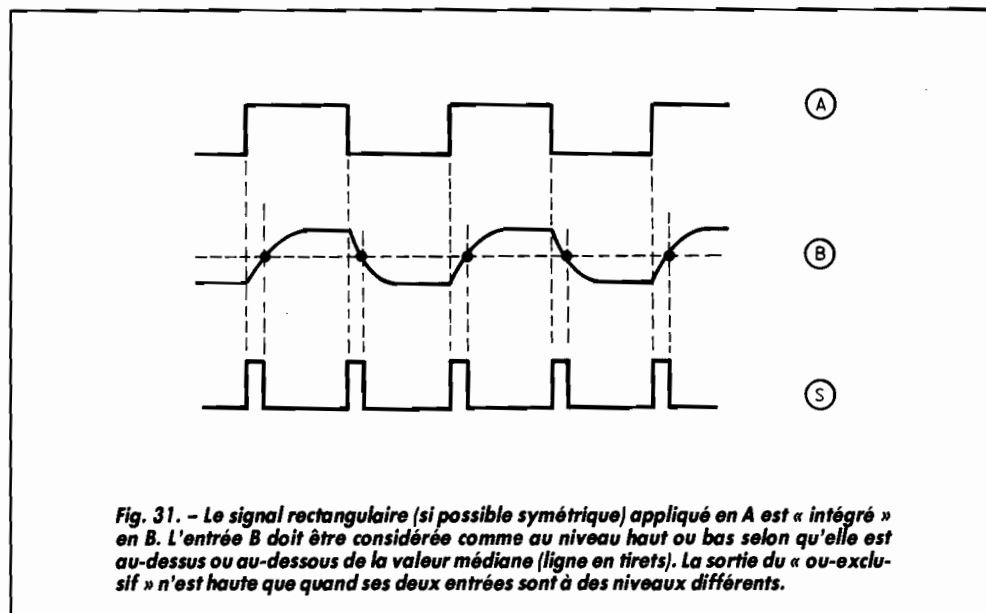 A
B
S
Fig. 31. – Le signal rectangulaire (si possible symétrique) appliqué en A est « intégré »
en B. L'entrée B doit être considérée comme au niveau haut ou bas selon qu'elle est
au-dessus ou au-dessous de la valeur médiane (ligne en tirets). La sortie du « ou-exclu-
sif » n'est haute que quand ses deux entrées sont à des niveaux différents.